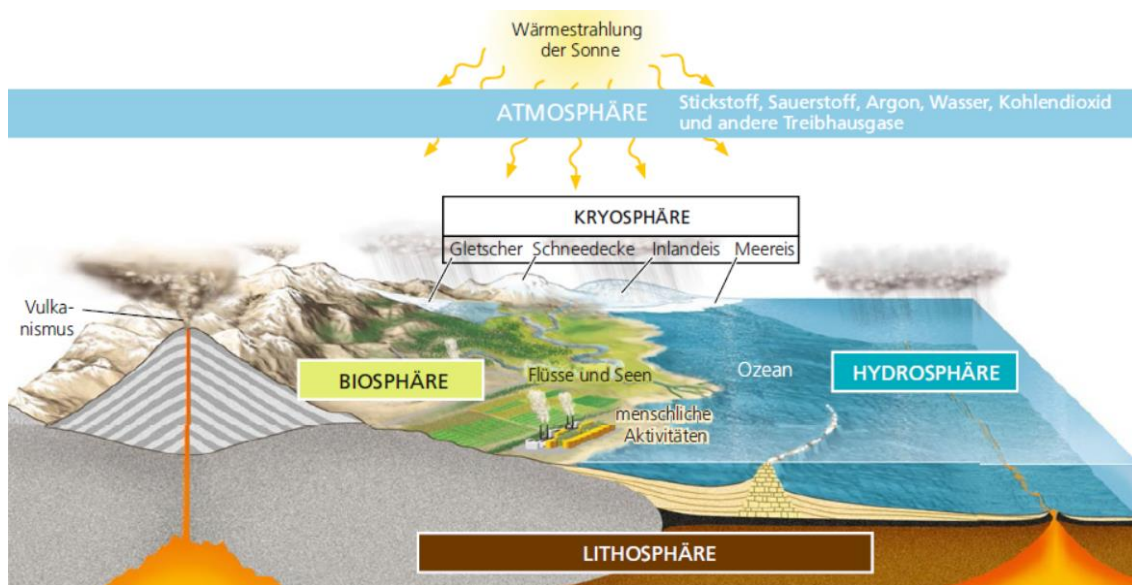 Wärmestrahlung
der Sonne
ATMOSPHÄRE
Stickstoff, Sauerstoff, Argon, Wasser, Kohlendioxid
und andere Treibhausgase
KRYOSPHÄRE
Gletscher Schneedecke Inlandeis Meereis
Vulka-
nismus
BIOSPHÄRE
Flüsse und Seen
Ozean
HYDROSPHÄRE
menschliche
Aktivitäten
LITHOSPHÄRE